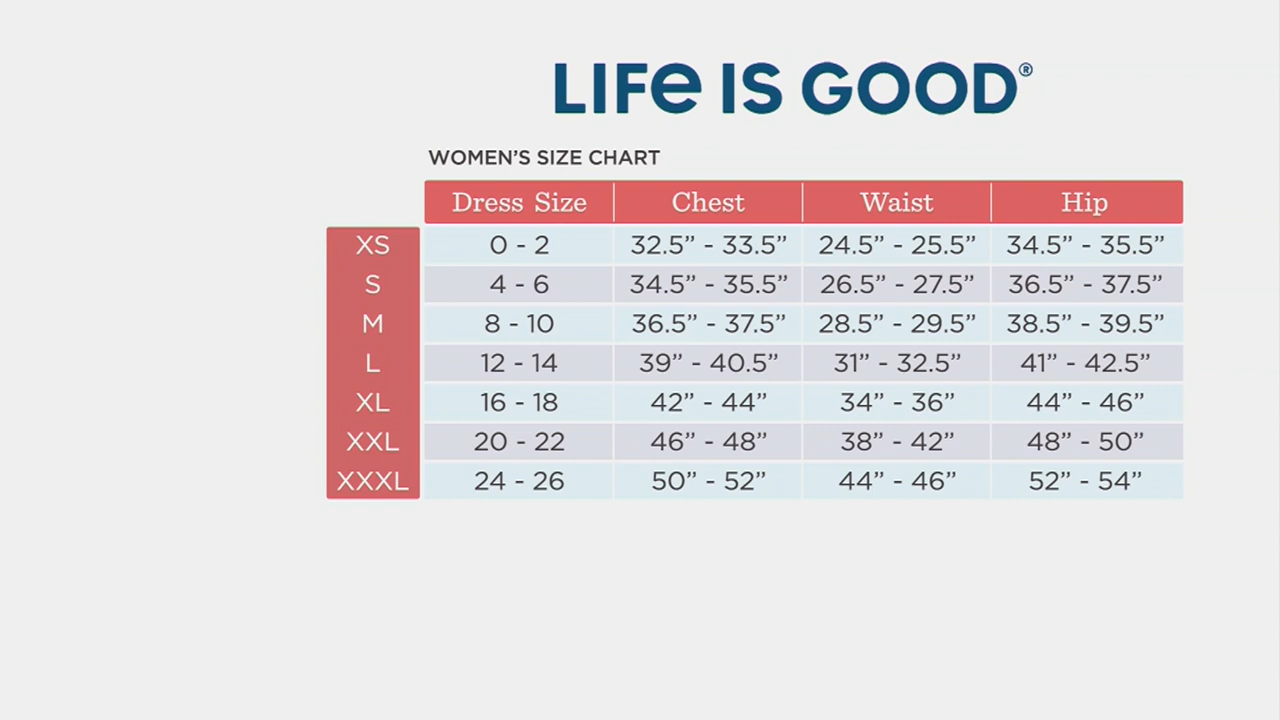 LIFe IS GOOD®
WOMEN’S SIZE CHART
Dress Size Chest Waist Hip
XS 0 - 2 32.5” - 33.5” 24.5” - 25.5” 34.5” - 35.5”
S 4 - 6 34.5” - 35.5” 26.5” - 27.5” 36.5” - 37.5”
M 8 - 10 36.5” - 37.5” 28.5” - 29.5” 38.5” - 39.5”
L 12 - 14 39” - 40.5” 31” - 32.5” 41” - 42.5”
XL 16 - 18 42” - 44” 34” - 36” 44” - 46”
XXL 20 - 22 46” - 48” 38” - 42” 48” - 50”
XXXL 24 - 26 50” - 52” 44” - 46” 52” - 54”